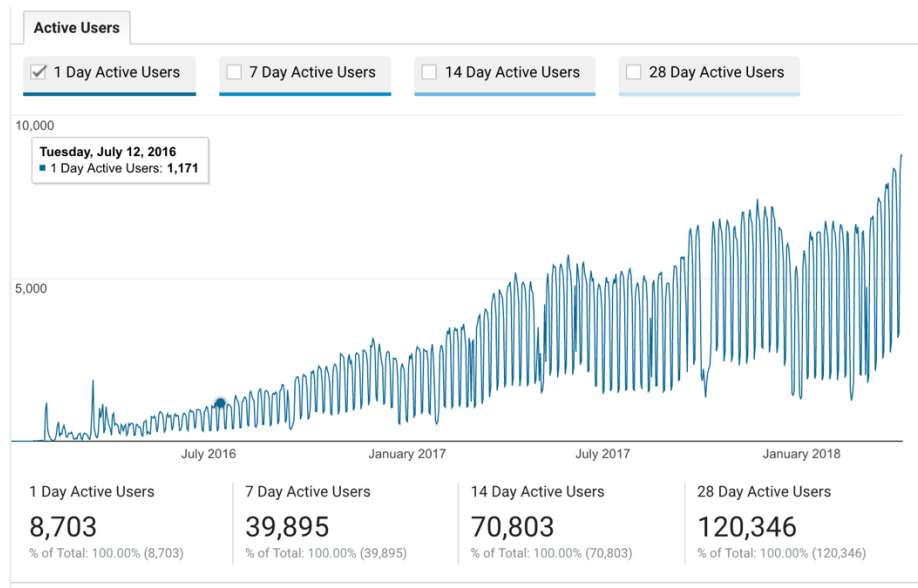 Active Users
1 Day Active Users 7 Day Active Users 14 Day Active Users 28 Day Active Users
10,000
Tuesday, July 12, 2016
1 Day Active Users: 1,171
5,000
July 2016 January 2017 July 2017 January 2018
1 Day Active Users 7 Day Active Users 14 Day Active Users 28 Day Active Users
8,703 39,895 70,803 120,346
% of Total: 100.00% (8,703) % of Total: 100.00% (39,895) % of Total: 100.00% (70,803) % of Total: 100.00% (120,346)